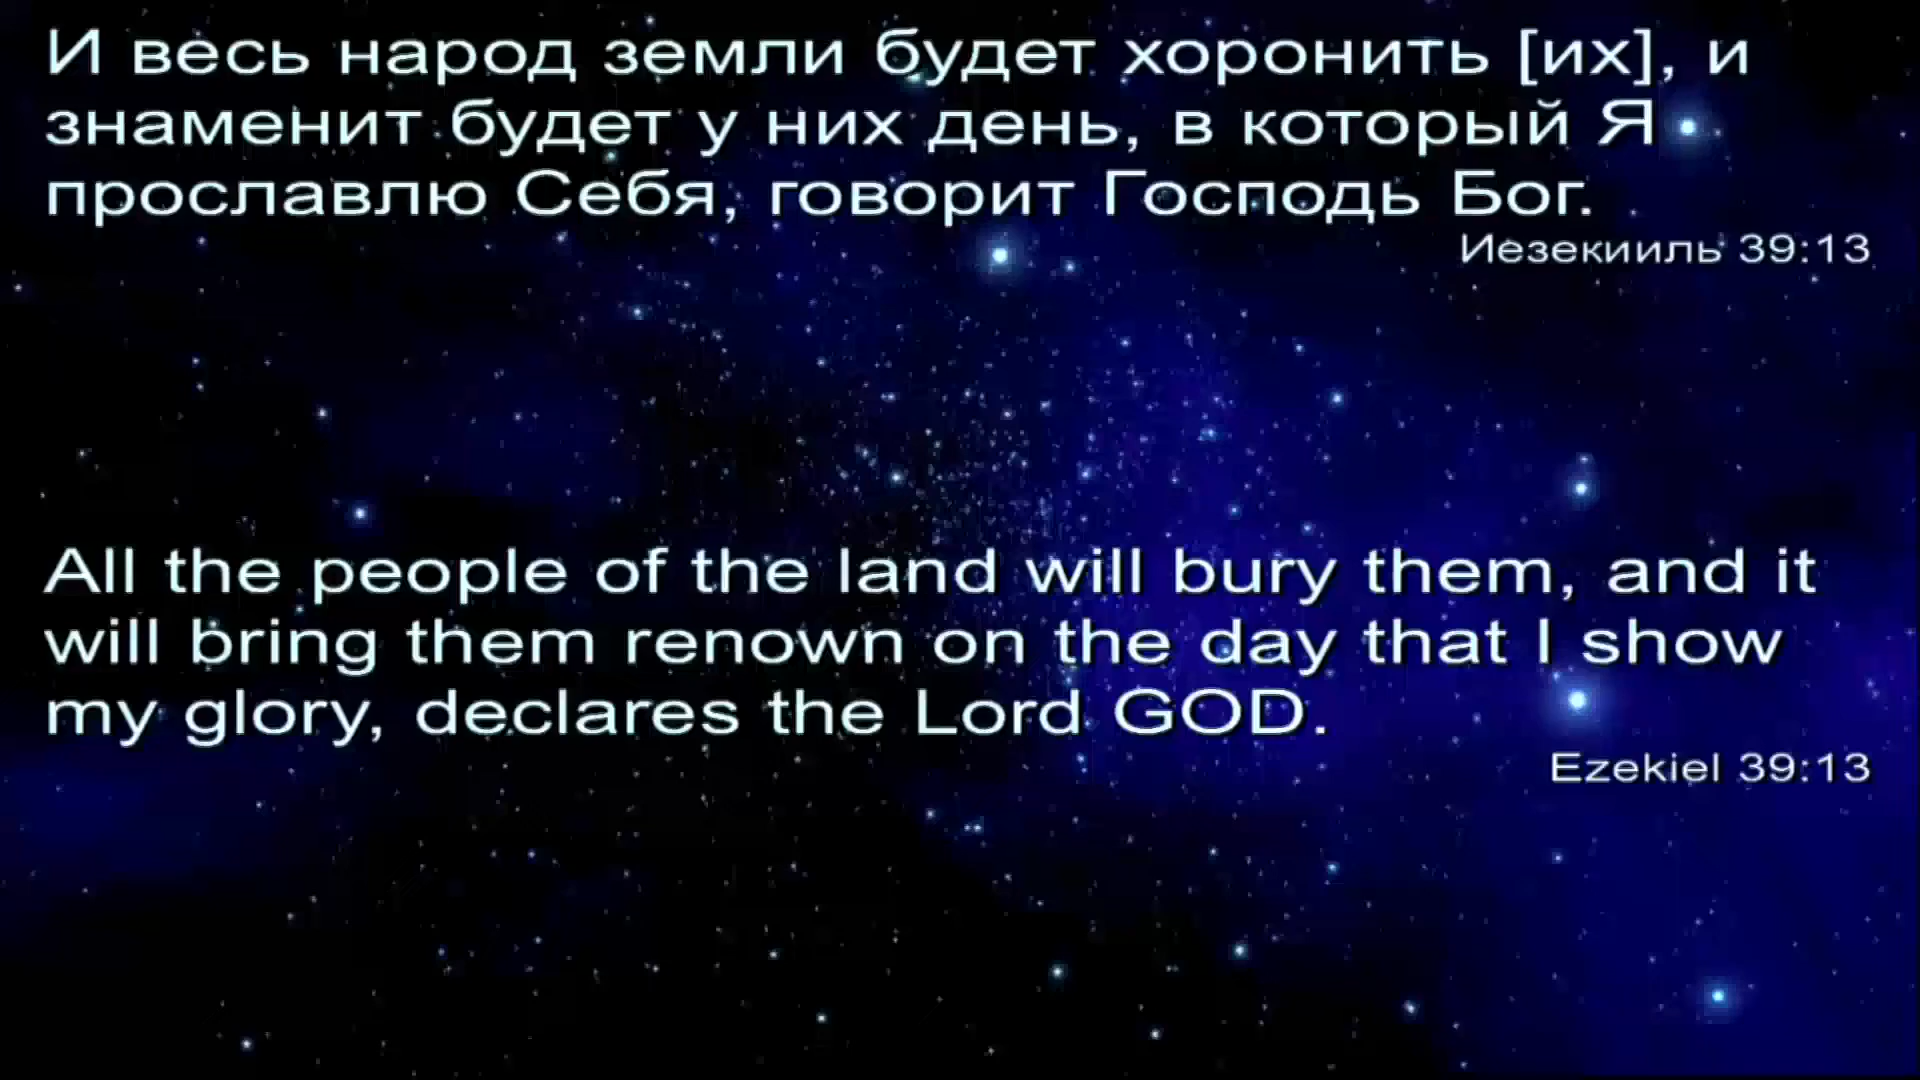 И весь народ земли будет хоронить [их], и
знаменит будет у них день, в который Я
прославлю Себя, говорит Господь Бог.
Иезекииль 39:13
All the people of the land will bury them, and it
will bring them renown on the day that I show
my glory, declares the Lord GOD.
Ezekiel 39:13